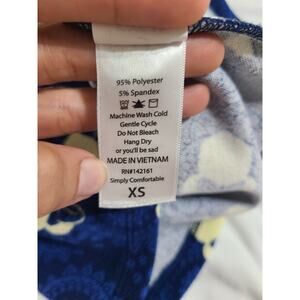 95% Polyester
5% Spandex
Machine Wash Cold
Gentle Cycle
Do Not Bleach
Hang Dry
or you'll be sad
MADE IN VIETNAM
RN#142161
Simply Comfortable
XS